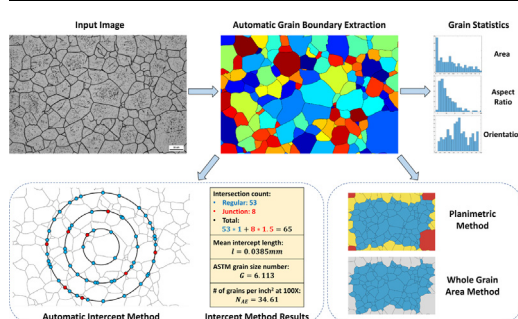 Input Image
Automatic Grain Boundary Extraction
Grain Statistics
Area
Aspect
Ratio
Orientation
Intersection count:
• Regular: 53
• Junction: 8
• Total:
53 * 1 + 8 * 1.5 = 65
Mean intercept length:
l = 0.0385mm
ASTM grain size number:
G = 6.113
# of grains per inch² at 100X:
N_AE = 34.61
Automatic Intercept Method
Intercept Method Results
Planimetric
Method
Whole Grain
Area Method